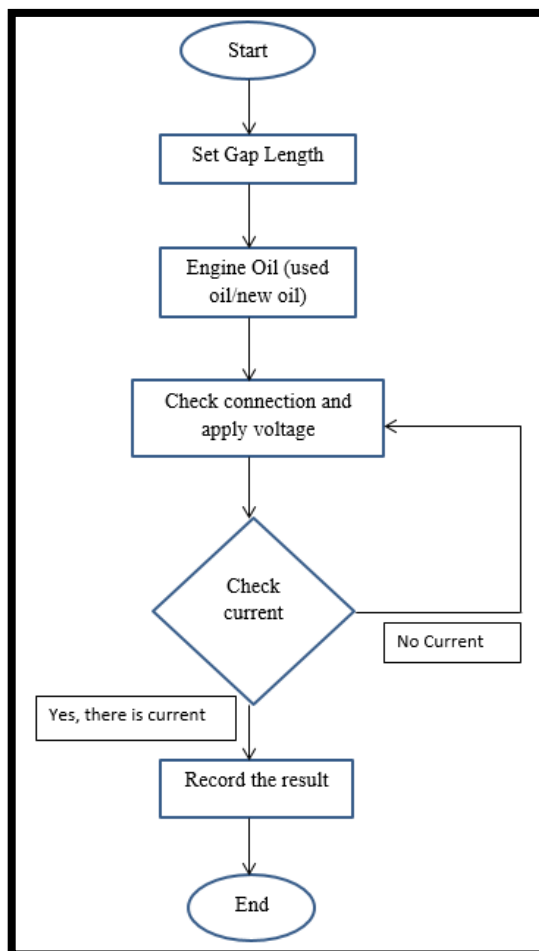 Start
Set Gap Length
Engine Oil (used
oil/new oil)
Check connection and
apply voltage
Check
current
No Current
Yes, there is current
Record the result
End